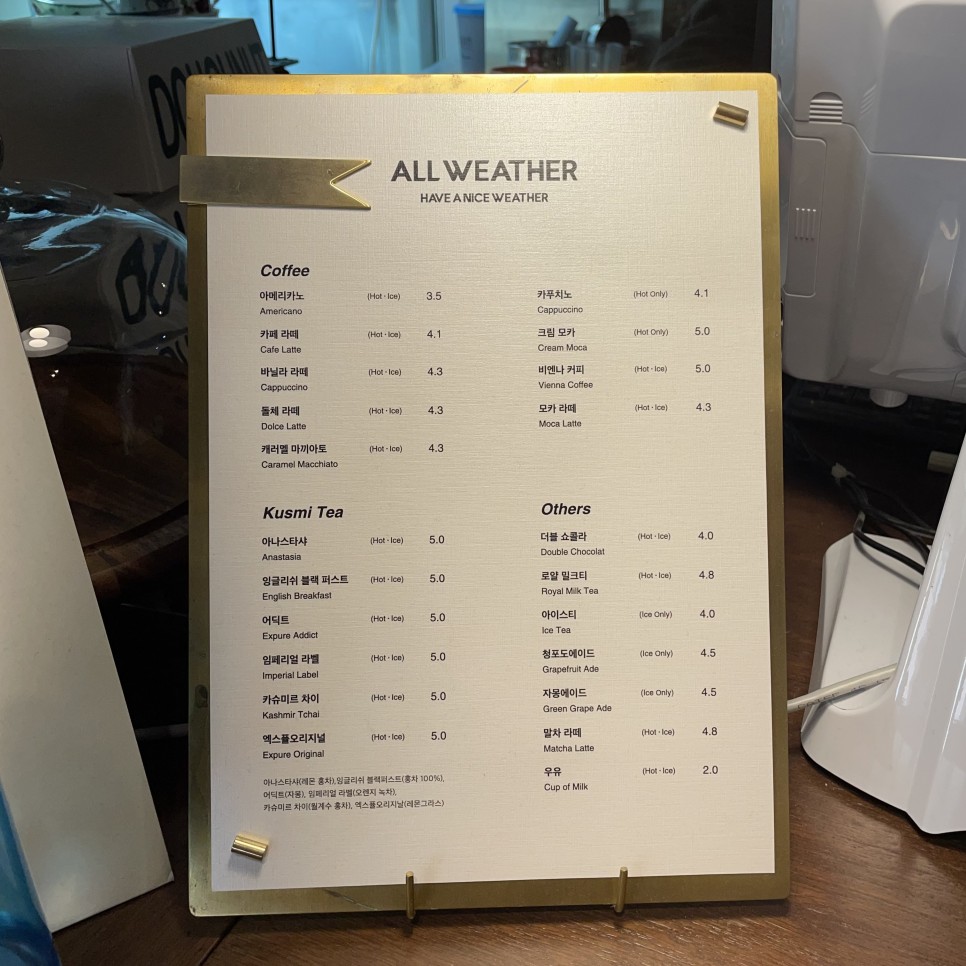 ALL WEATHER
HAVE A NICE WEATHER
Coffee
아메리카노 (Hot · Ice) 3.5
Americano
카페 라떼 (Hot · Ice) 4.1
Cafe Latte
바닐라 라떼 (Hot · Ice) 4.3
Cappuccino
돌체 라떼 (Hot · Ice) 4.3
Dolce Latte
캐러멜 마끼아토 (Hot · Ice) 4.3
Caramel Macchiato
카푸치노 (Hot Only) 4.1
Cappuccino
크림 모카 (Hot Only) 5.0
Cream Moca
비엔나 커피 (Hot · Ice) 5.0
Vienna Coffee
모카 라떼 (Hot · Ice) 4.3
Moca Latte
Kusmi Tea
아나스타샤 (Hot · Ice) 5.0
Anastasia
잉글리쉬 블랙 퍼스트 (Hot · Ice) 5.0
English Breakfast
어딕트 (Hot · Ice) 5.0
Expure Addict
임페리얼 라벨 (Hot · Ice) 5.0
Imperial Label
카슈미르 차이 (Hot · Ice) 5.0
Kashmir Tchai
엑스퓰오리지널 (Hot · Ice) 5.0
Expure Original
아나스타샤(레몬 홍차),잉글리쉬 블랙퍼스트(홍차 100%),
어딕트(자몽), 임페리얼 라벨(오렌지 녹차),
카슈미르 차이(월계수 홍차), 엑스퓰오리지날(레몬그라스)
Others
더블 쇼콜라 (Hot · Ice) 4.0
Double Chocolat
로얄 밀크티 (Hot · Ice) 4.8
Royal Milk Tea
아이스티 (Ice Only) 4.0
Ice Tea
청포도에이드 (Ice Only) 4.5
Grapefruit Ade
자몽에이드 (Ice Only) 4.5
Green Grape Ade
말차 라떼 (Hot · Ice) 4.8
Matcha Latte
우유 (Hot · Ice) 2.0
Cup of Milk